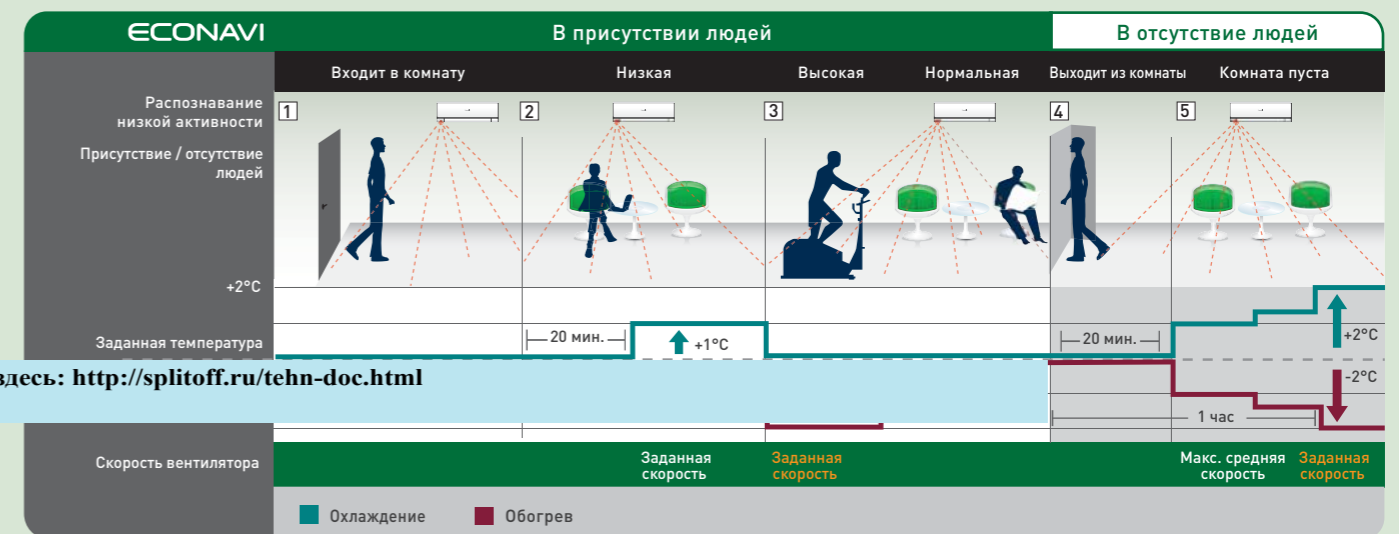 ECONAVI
В присутствии людей
В отсутствие людей
Входит в комнату
Низкая
Высокая
Нормальная
Выходит из комнаты
Комната пуста
Распознавание
низкой активности
Присутствие / отсутствие
людей
1
2
3
4
5
+2°C
Заданная температура
20 мин.
+1°C
20 мин.
+2°C
здесь: http://splitoff.ru/tehn-doc.html
-2°C
1 час
Скорость вентилятора
Заданная
скорость
Заданная
скорость
Макс. средняя
скорость
Заданная
скорость
Охлаждение
Обогрев